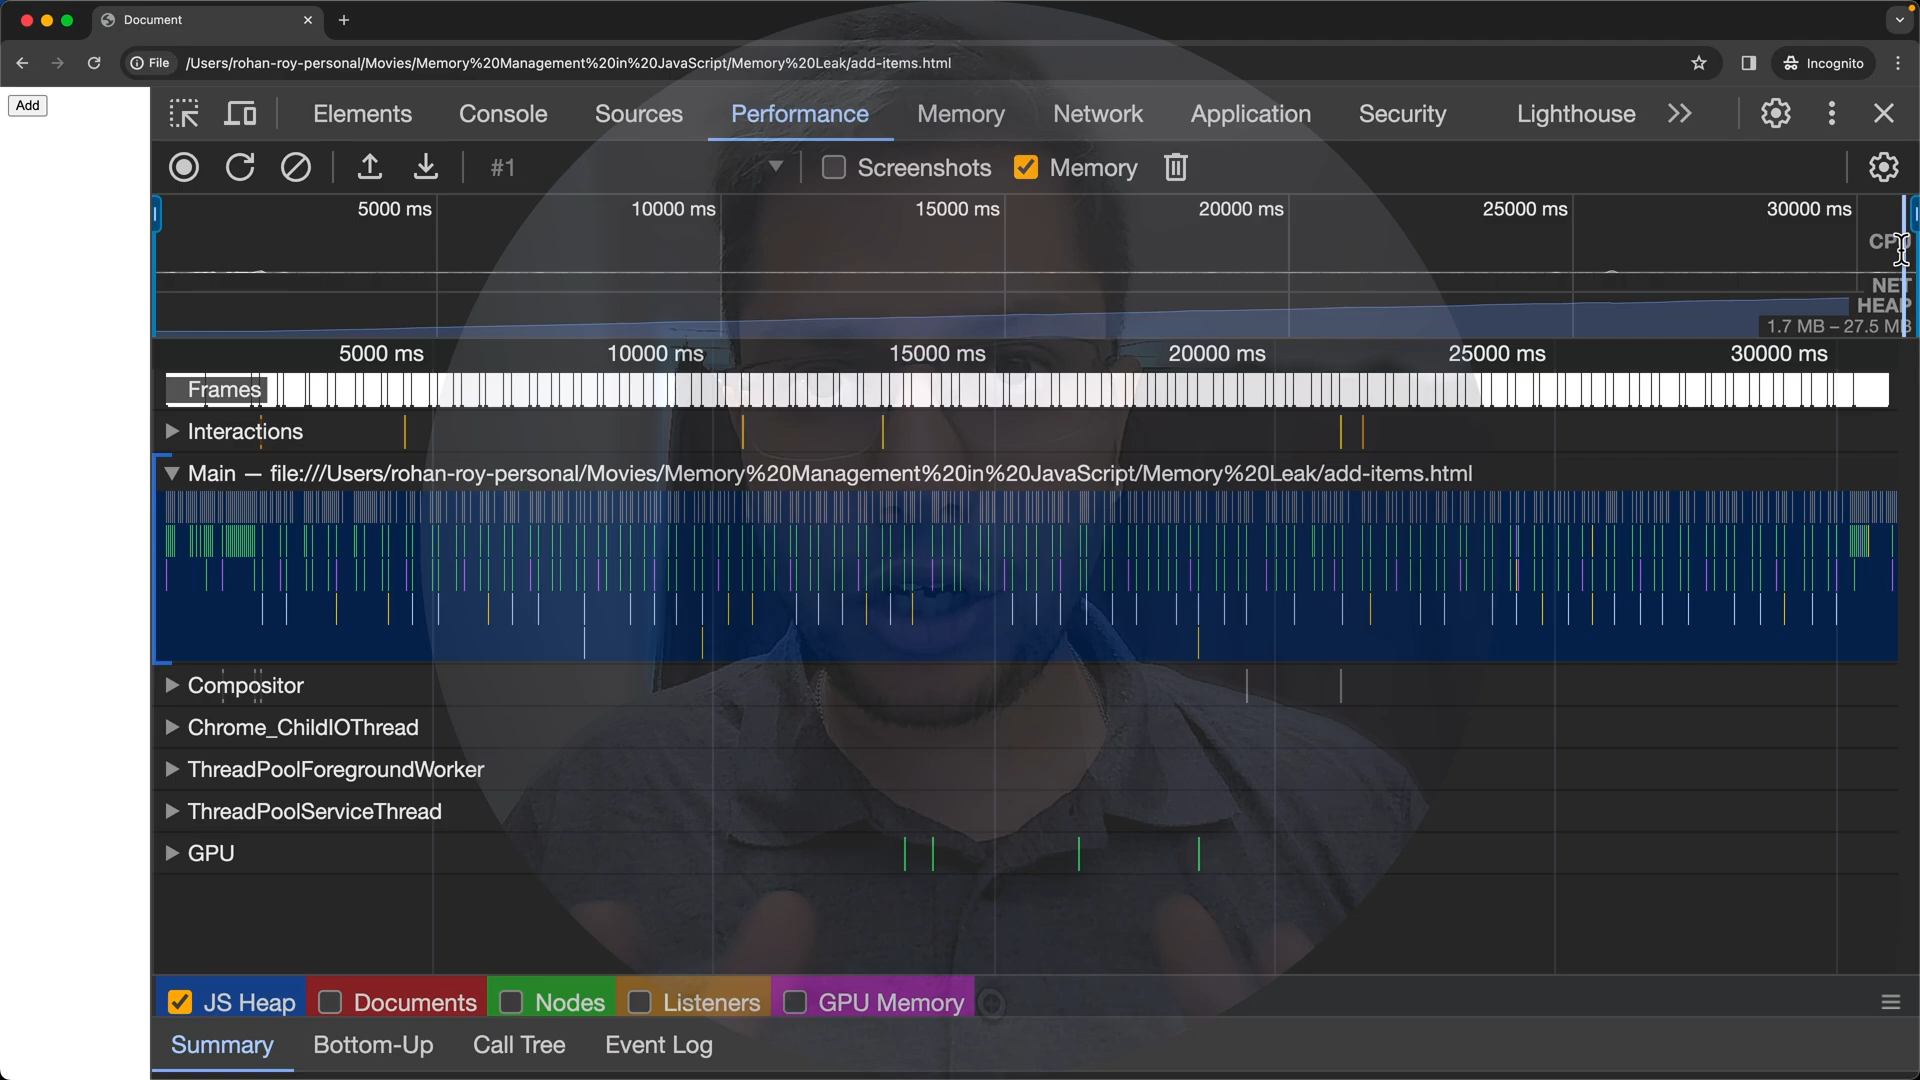 Document
File /Users/rohan-roy-personal/Movies/Memory%20Management%20in%20JavaScript/Memory%20Leak/add-items.html
Incognito
Add
Elements Console Sources Performance Memory Network Application Security Lighthouse
#1 Screenshots Memory
5000 ms 10000 ms 15000 ms 20000 ms 25000 ms 30000 ms
CPU
NET
HEAP
1.7 MB – 27.5 MB
5000 ms 10000 ms 15000 ms 20000 ms 25000 ms 30000 ms
Frames
Interactions
Main — file:///Users/rohan-roy-personal/Movies/Memory%20Management%20in%20JavaScript/Memory%20Leak/add-items.html
Compositor
Chrome_ChildIOThread
ThreadPoolForegroundWorker
ThreadPoolServiceThread
GPU
JS Heap Documents Nodes Listeners GPU Memory
Summary Bottom-Up Call Tree Event Log